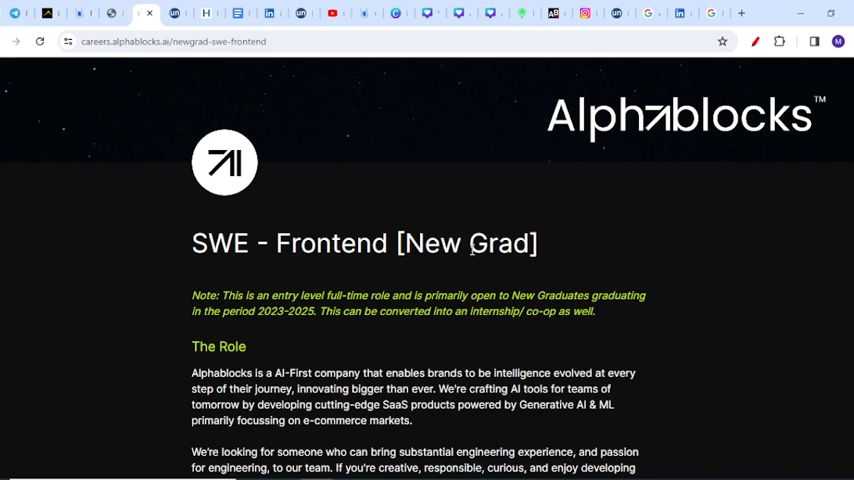 careers.alphablocks.ai/newgrad-swe-frontend
M
Alphablocks™
SWE - Frontend [New Grad]
Note: This is an entry level full-time role and is primarily open to New Graduates graduating
in the period 2023-2025. This can be converted into an internship/ co-op as well.
The Role
Alphablocks is a AI-First company that enables brands to be intelligence evolved at every
step of their journey, innovating bigger than ever. We're crafting AI tools for teams of
tomorrow by developing cutting-edge SaaS products powered by Generative AI & ML
primarily focussing on e-commerce markets.
We're looking for someone who can bring substantial engineering experience, and passion
for engineering, to our team. If you're creative, responsible, curious, and enjoy developing